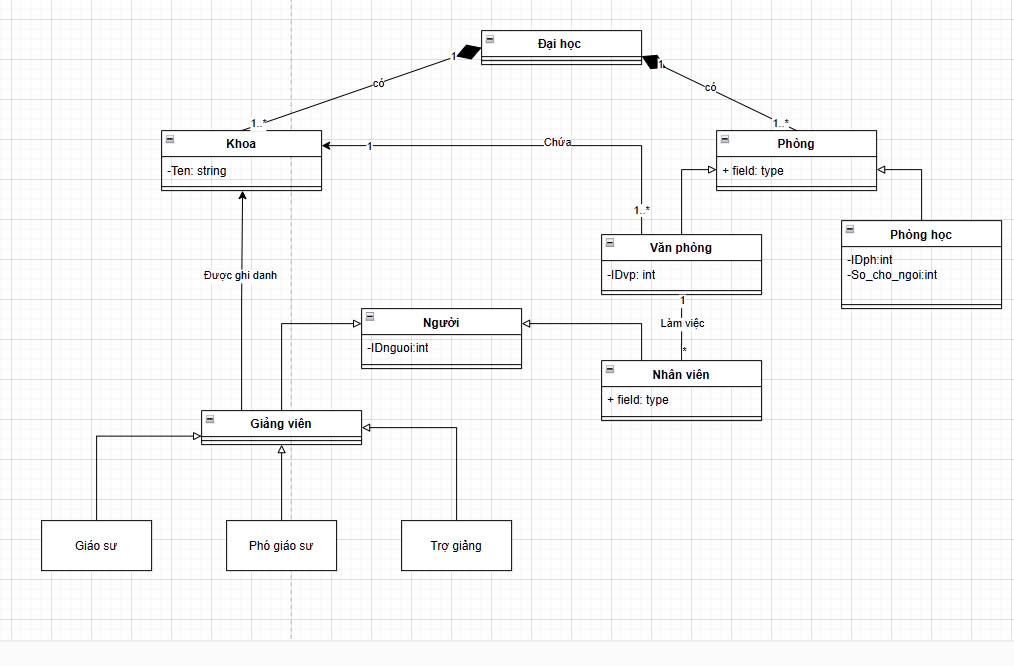 Đại học
1
1
có
có
1..*
1..*
Khoa
-Ten: string
1
Chứa
Phòng
+ field: type
1..*
Văn phòng
-IDvp: int
Phòng học
-IDph:int
-So_cho_ngoi:int
Được ghi danh
1
Làm việc
*
Người
-IDnguoi:int
Nhân viên
+ field: type
Giảng viên
Giáo sư
Phó giáo sư
Trợ giảng